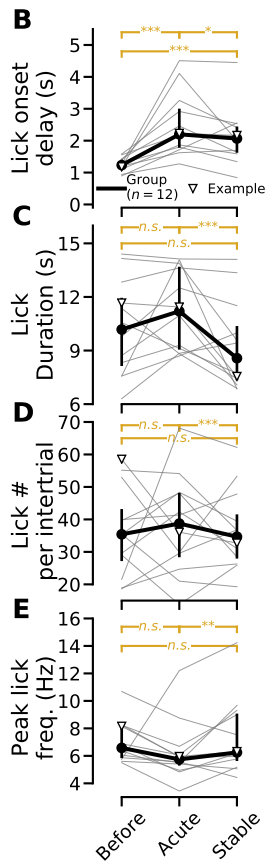 B
*** *
***
Lick onset
delay (s)
5
4
3
2
1
0
Group
(n = 12)
Example
C
n.s. ***
n.s.
Lick
Duration (s)
15
12
9
6
D
n.s. ***
n.s.
Lick #
per intertrial
70
60
50
40
30
20
E
n.s. **
n.s.
Peak lick
freq. (Hz)
16
14
12
10
8
6
4
Before
Acute
Stable